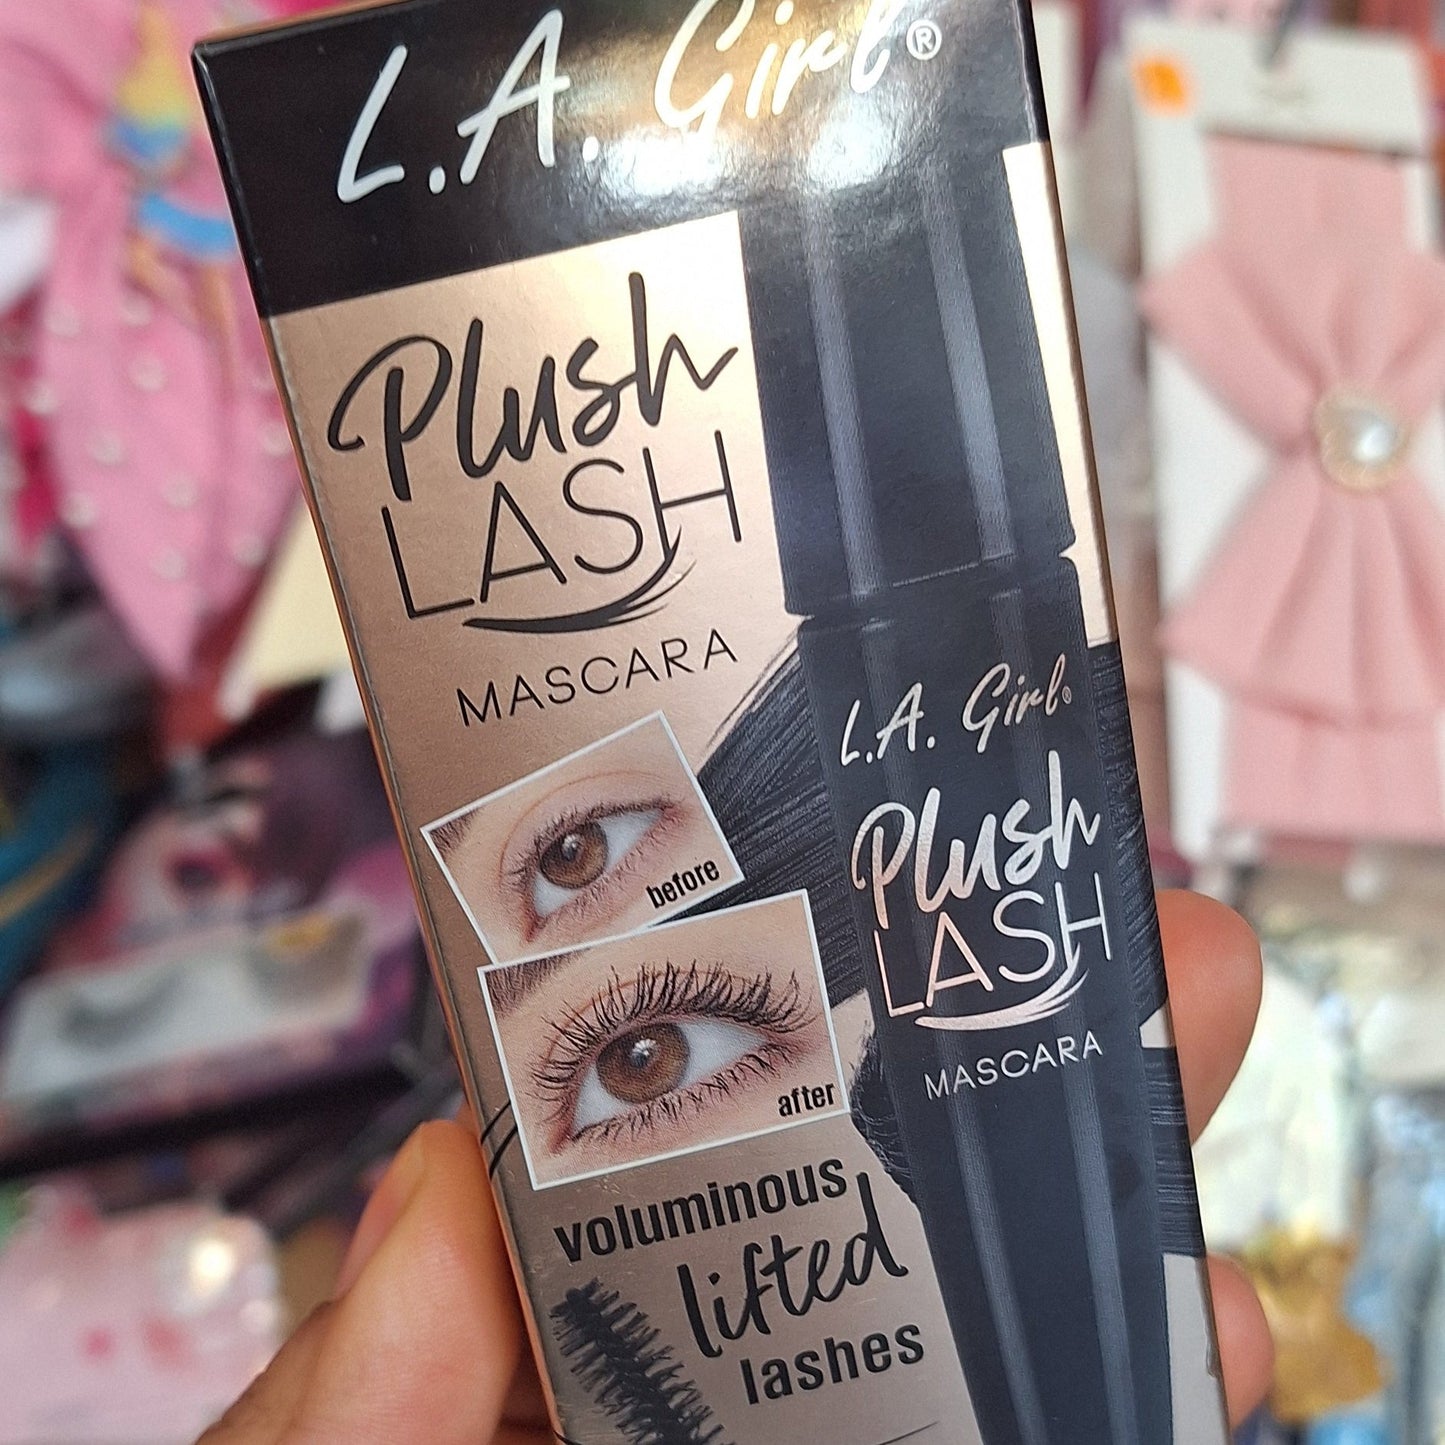 L.A. Girl®
Plush
LASH
MASCARA
before
after
voluminous
lifted
lashes
L.A. Girl®
Plush
LASH
MASCARA